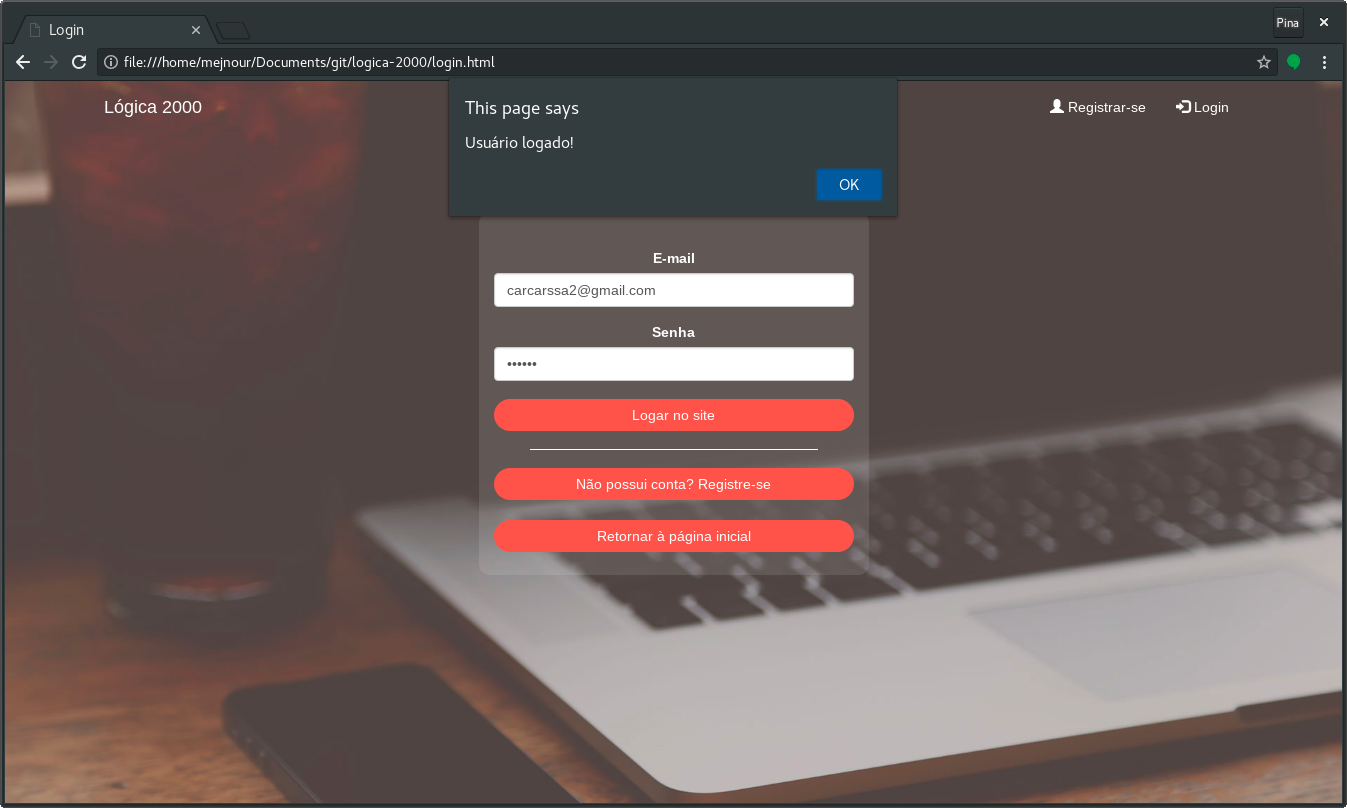 Login
Pina
file:///home/mejnour/Documents/git/logica-2000/login.html
Lógica 2000
Registrar-se
Login
This page says
Usuário logado!
OK
E-mail
carcarssa2@gmail.com
Senha
••••••
Logar no site
Não possui conta? Registre-se
Retornar à página inicial